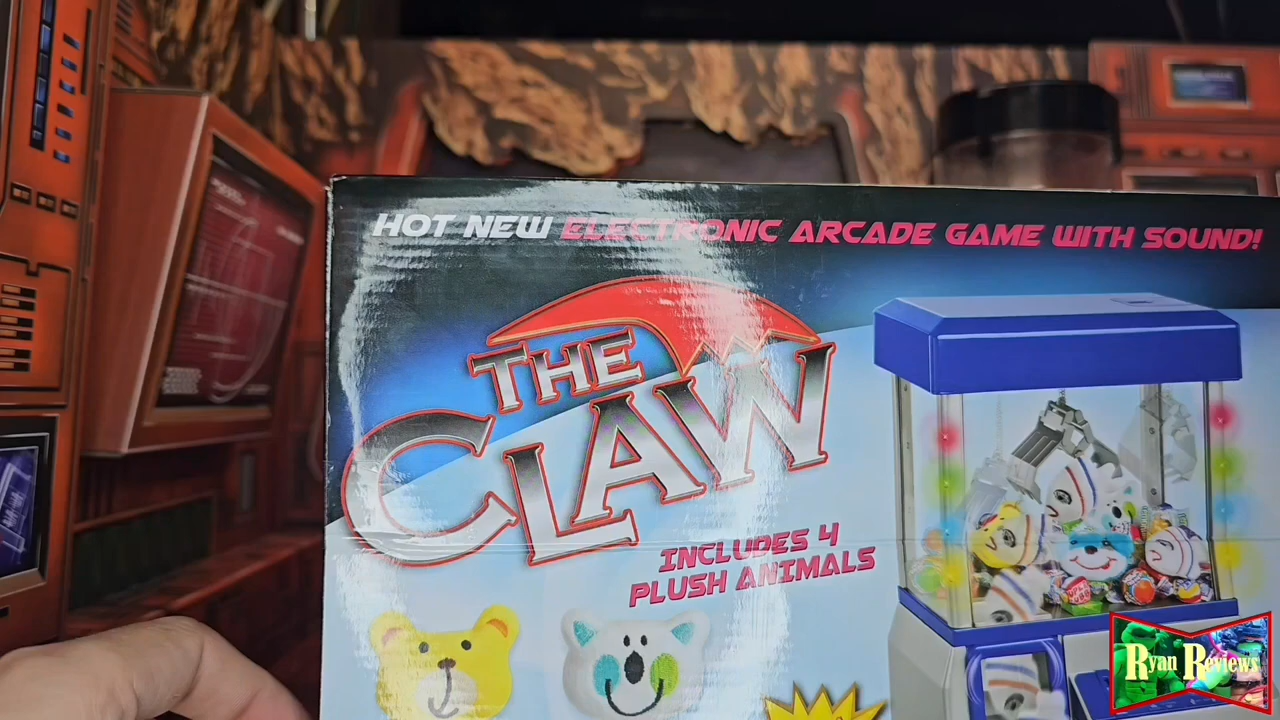 HOT NEW ELECTRONIC ARCADE GAME WITH SOUND!
THE
CLAW
INCLUDES 4
PLUSH ANIMALS
Ryan Reviews